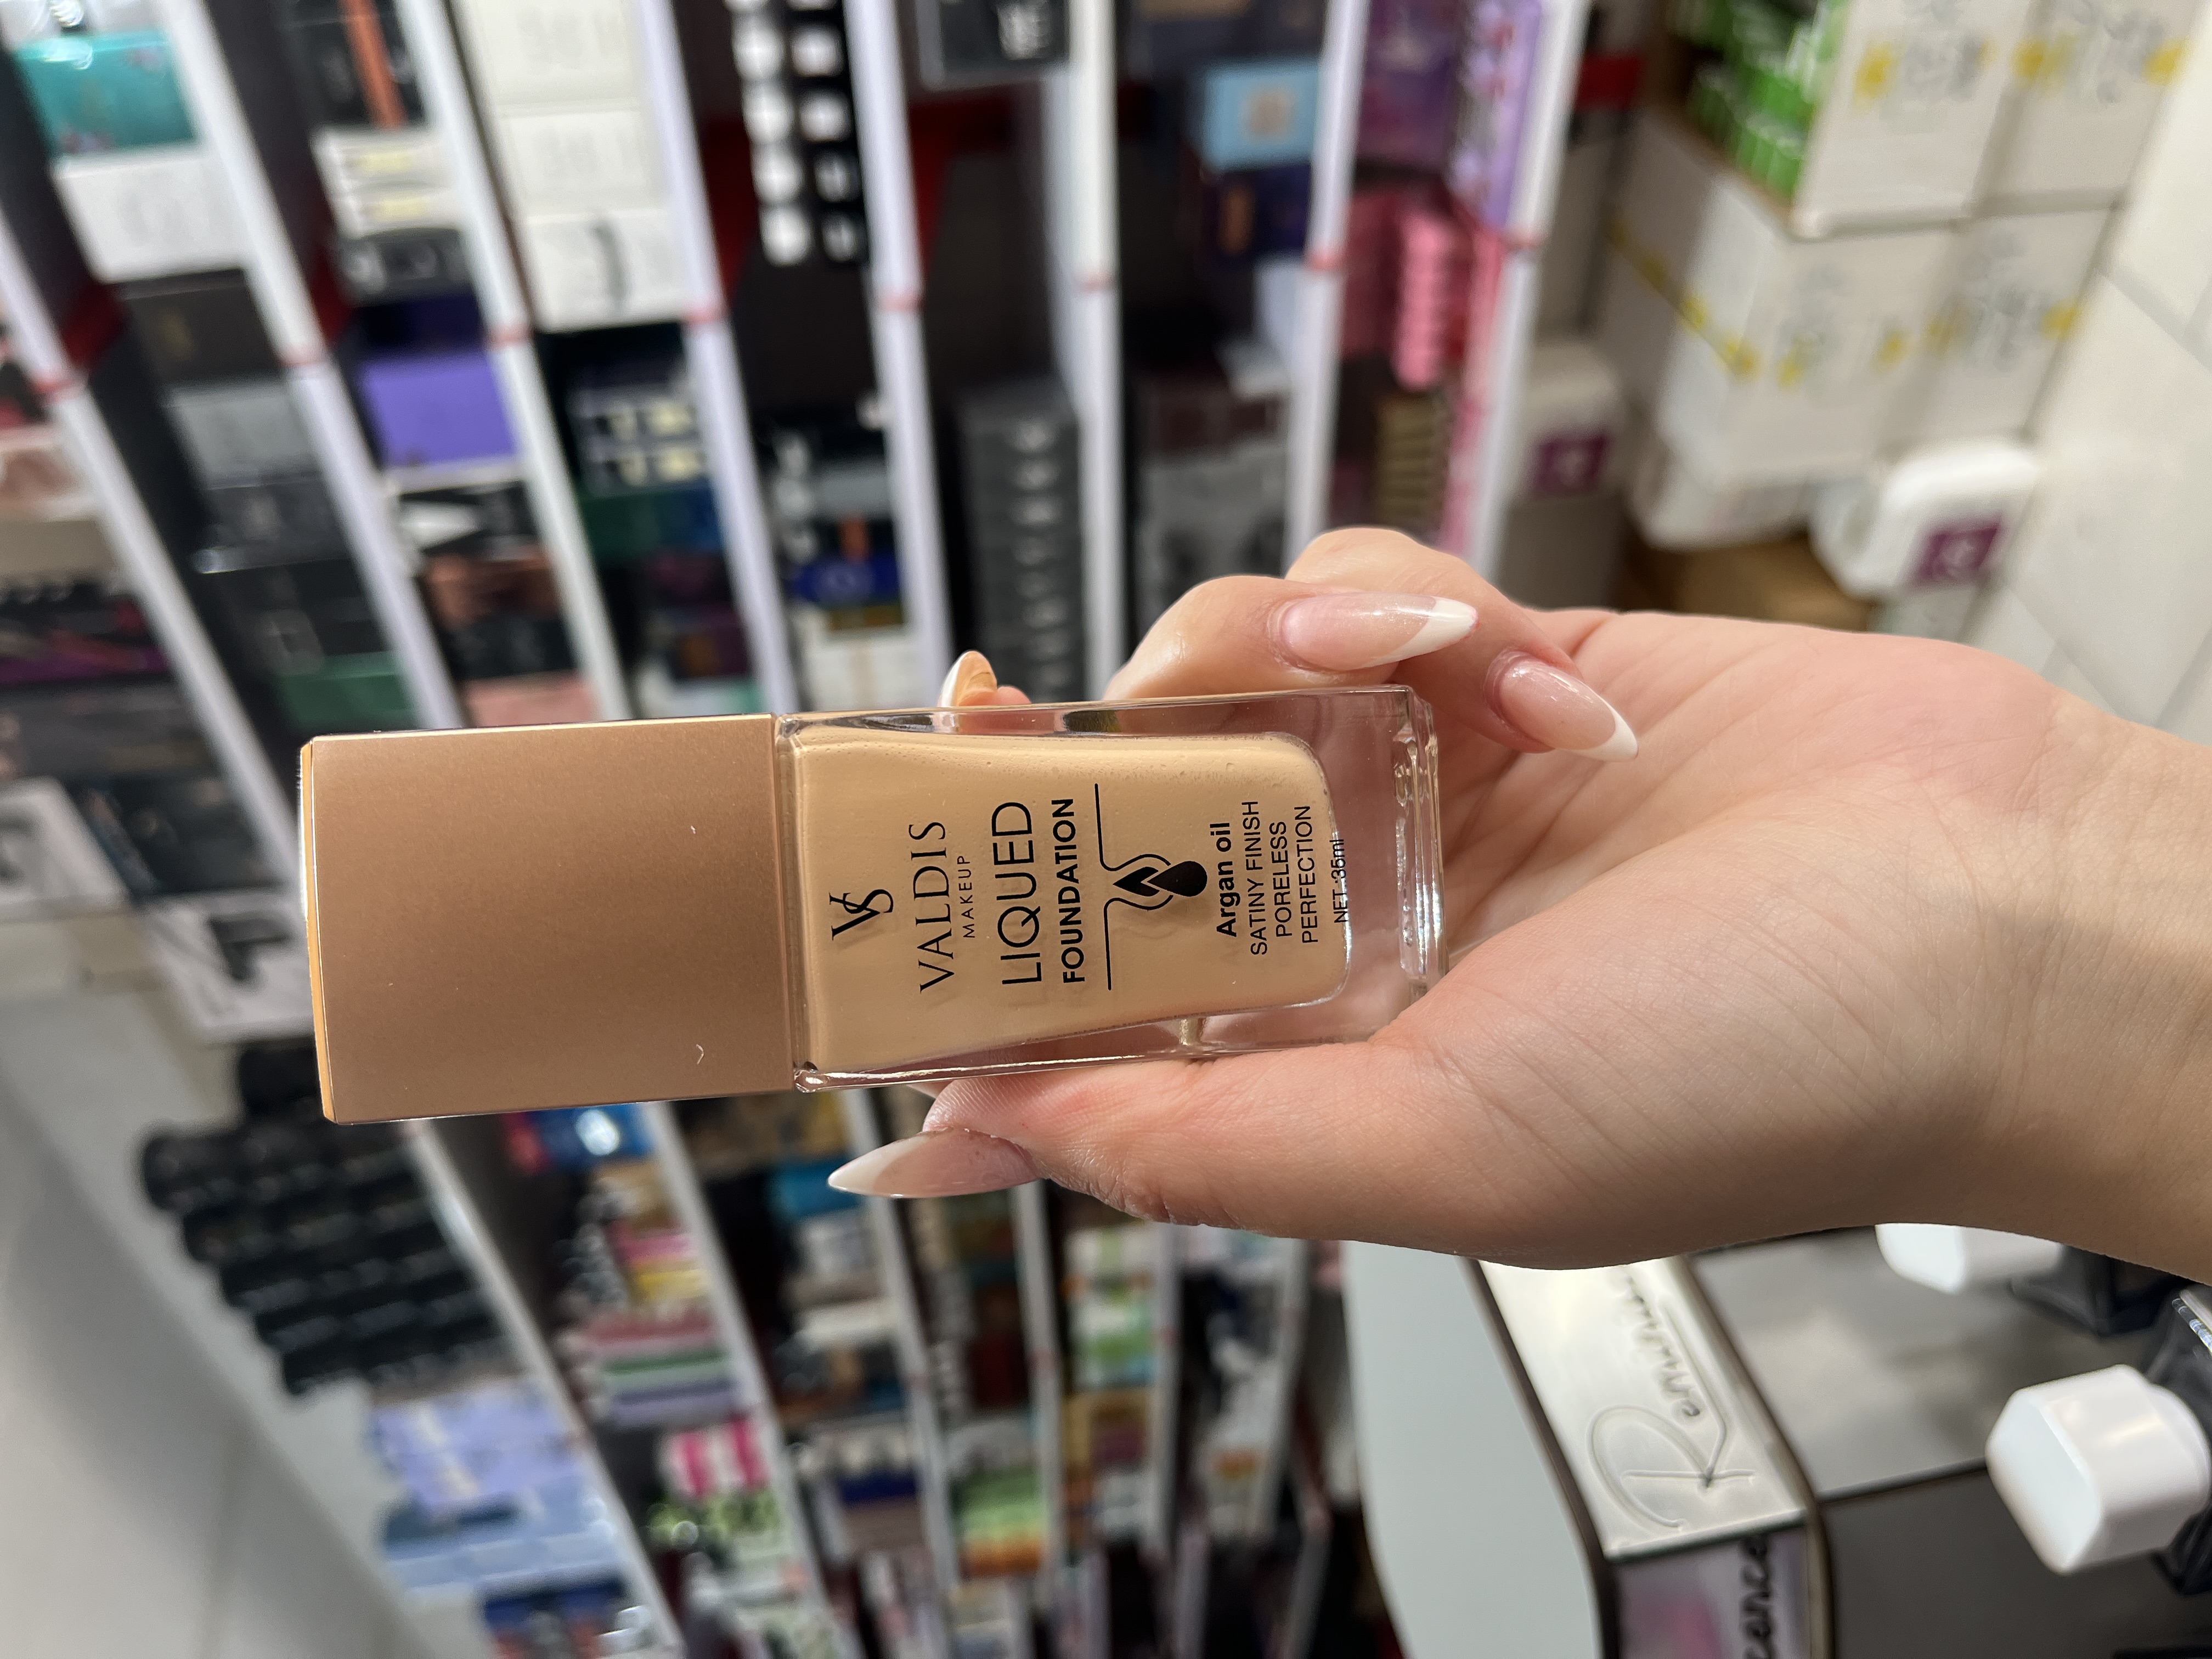 VS
VALDIS
MAKEUP
LIQUED
FOUNDATION
Argan oil
SATINY FINISH
PORELESS
PERFECTION
NET 35ml